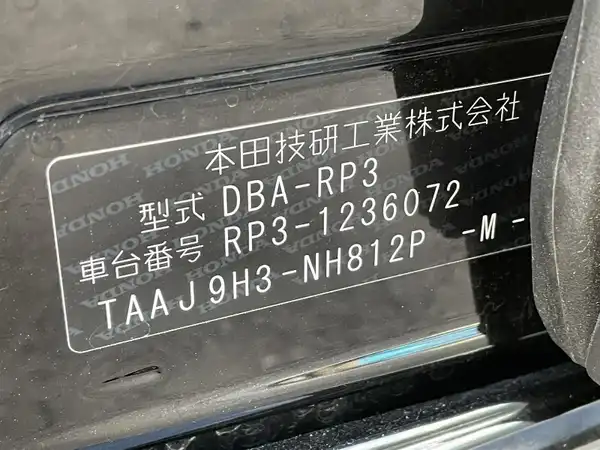 本田技研工業株式会社
型式 DBA-RP3
車台番号 RP3-1236072
TAAJ9H3-NH812P -M-